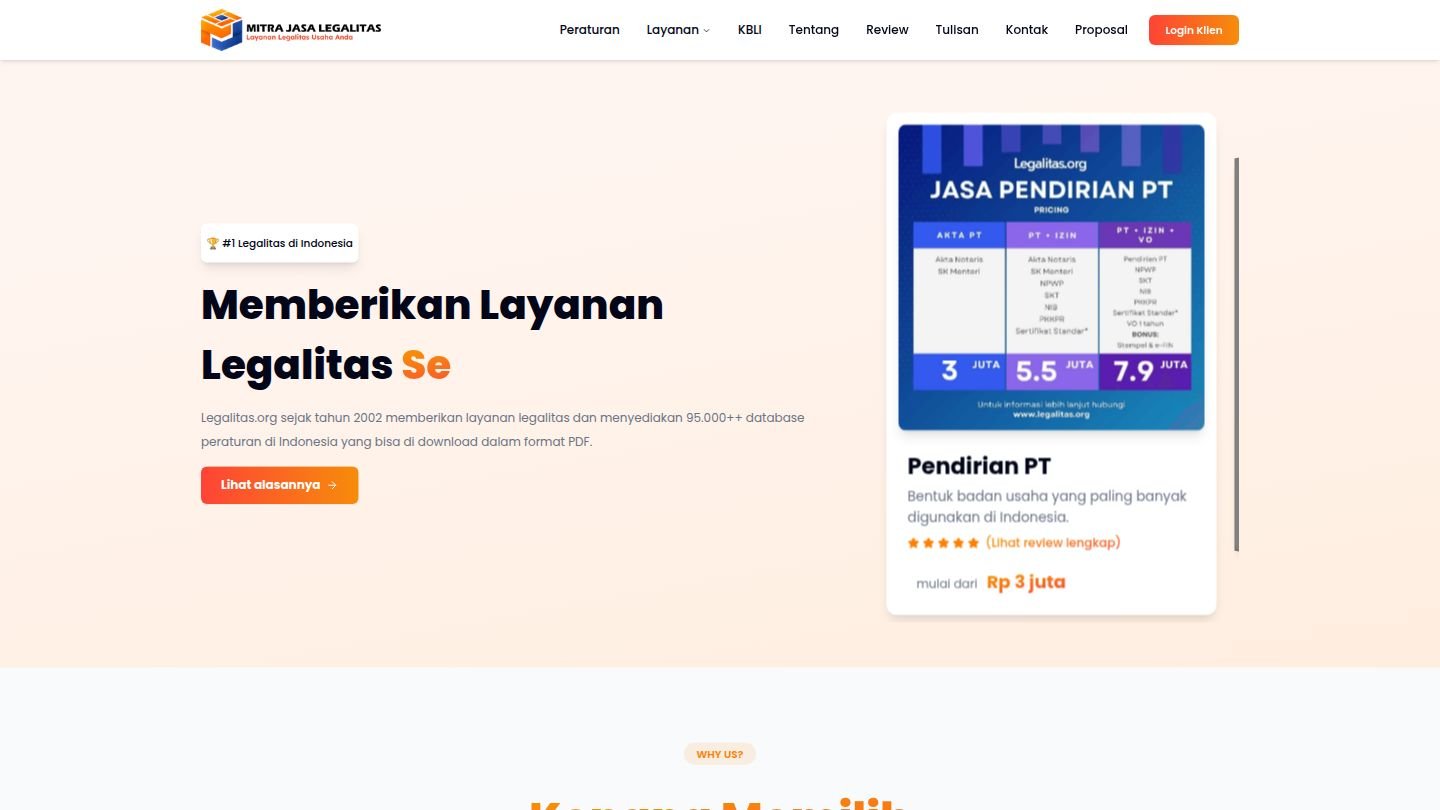 MITRA JASA LEGALITAS
Layanan Legalitas Usaha Anda
Peraturan
Layanan
KBLI
Tentang
Review
Tulisan
Kontak
Proposal
Login Klien
🏆 #1 Legalitas di Indonesia
Memberikan Layanan
Legalitas Se
Legalitas.org sejak tahun 2002 memberikan layanan legalitas dan menyediakan 95.000++ database
peraturan di Indonesia yang bisa di download dalam format PDF.
Lihat alasannya →
Legalitas.org
JASA PENDIRIAN PT
PRICING
AKTA PT
Akta Notaris
SK Menteri
3 JUTA
PT + IZIN
Akta Notaris
SK Menteri
NPWP
SKT
NIB
PKKPR
Sertifikat Standar*
5.5 JUTA
PT + IZIN +
VO
Pendirian PT
NPWP
SKT
NIB
PKKPR
Sertifikat Standar*
VO 1 tahun
BONUS:
Stempel & e-FIN
7.9 JUTA
Untuk informasi lebih lanjut hubungi
www.legalitas.org
Pendirian PT
Bentuk badan usaha yang paling banyak
digunakan di Indonesia.
(Lihat review lengkap)
mulai dari Rp 3 juta
WHY US?
Kenapa Memilih